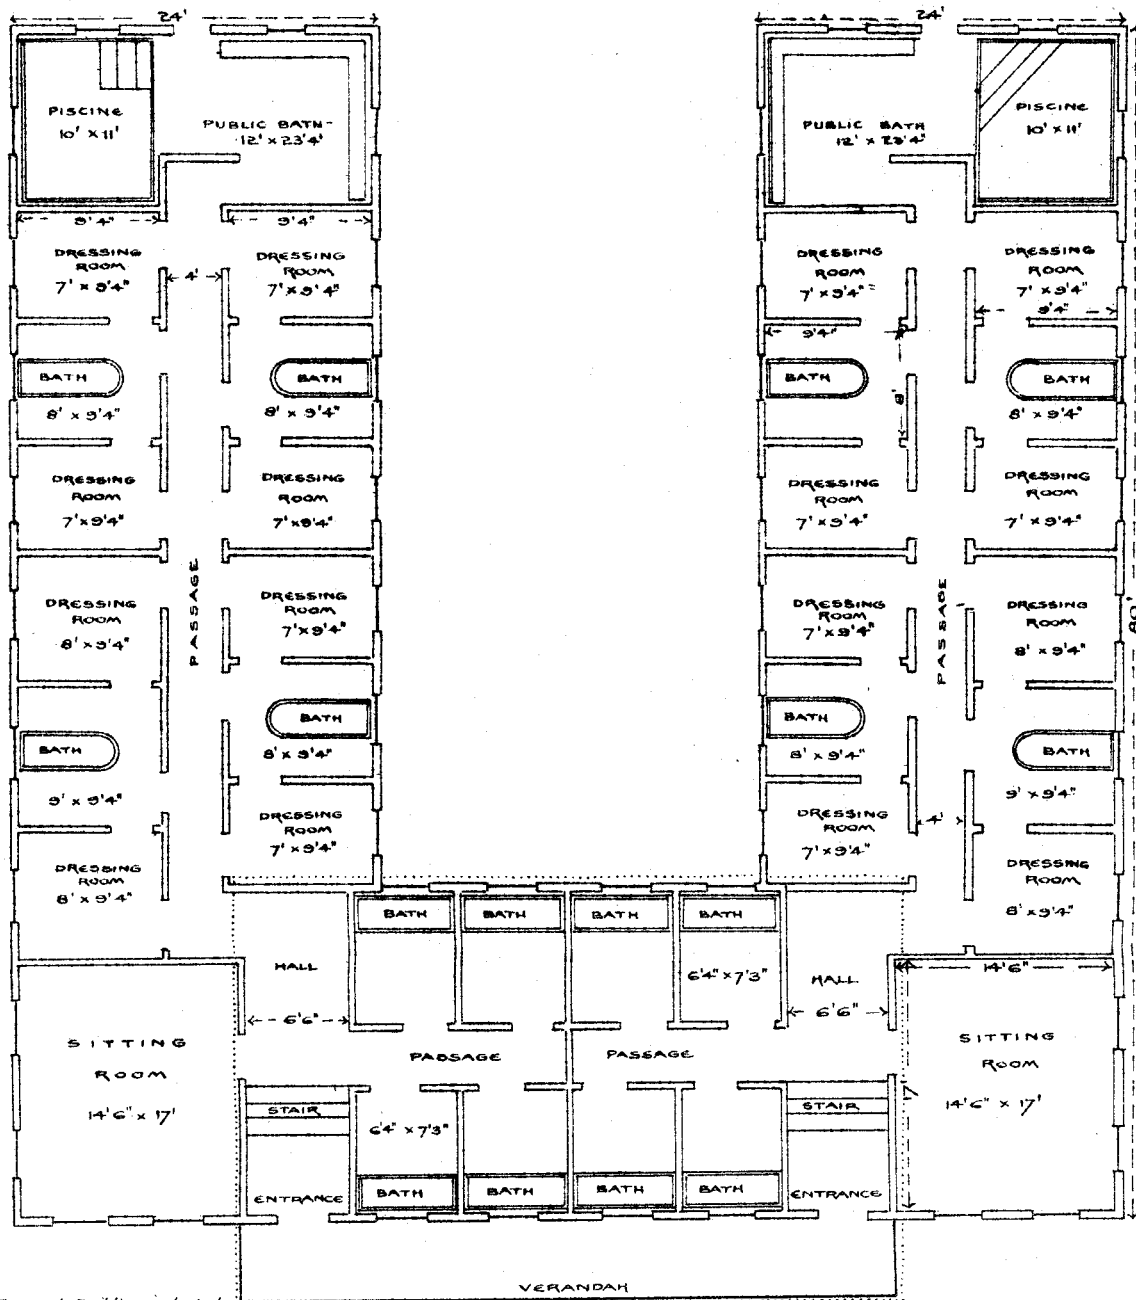 24'
24'
PISCINE
10' X 11'
PUBLIC BATH-
12' x 23'4"
PUBLIC BATH
12' x 23'4"
PISCINE
10' x 11'
9'4"
9'4"
DRESSING
ROOM
7' x 9'4"
4'
DRESSING
ROOM
7' x 9'4"
DRESSING
ROOM
7' x 9'4"
DRESSING
ROOM
7' x 9'4"
9'4"
9'4"
BATH
8' x 9'4"
BATH
8' x 9'4"
BATH
8'
BATH
8' x 9'4"
DRESSING
ROOM
7' x 9'4"
DRESSING
ROOM
7' x 9'4"
DRESSING
ROOM
7' x 9'4"
DRESSING
ROOM
7' x 9'4"
PASSAGE
PASSAGE
80'
DRESSING
ROOM
8' x 9'4"
DRESSING
ROOM
7' x 9'4"
DRESSING
ROOM
7' x 9'4"
DRESSING
ROOM
8' x 9'4"
BATH
9' x 9'4"
BATH
8' x 9'4"
BATH
8' x 9'4"
BATH
9' x 9'4"
DRESSING
ROOM
8' x 9'4"
DRESSING
ROOM
7' x 9'4"
DRESSING
ROOM
7' x 9'4"
4'
DRESSING
ROOM
8' x 9'4"
BATH
BATH
BATH
BATH
HALL
6'6"
6'4" x 7'3"
HALL
6'6"
14'6"
SITTING
ROOM
14'6" x 17'
PASSAGE
PASSAGE
SITTING
ROOM
14'6" x 17'
17'
STAIR
6'4" x 7'3"
STAIR
ENTRANCE
BATH
BATH
BATH
BATH
ENTRANCE
VERANDAH